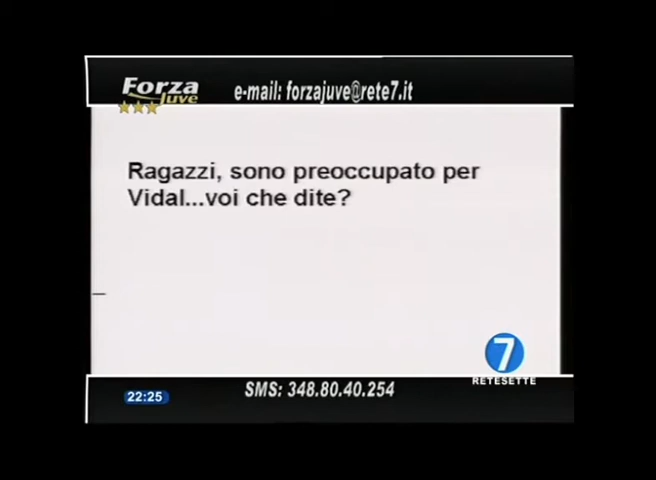 Forza
Juve
e-mail: forzajuve@rete7.it
Ragazzi, sono preoccupato per
Vidal...voi che dite?
7
RETESETTE
22:25
SMS: 348.80.40.254